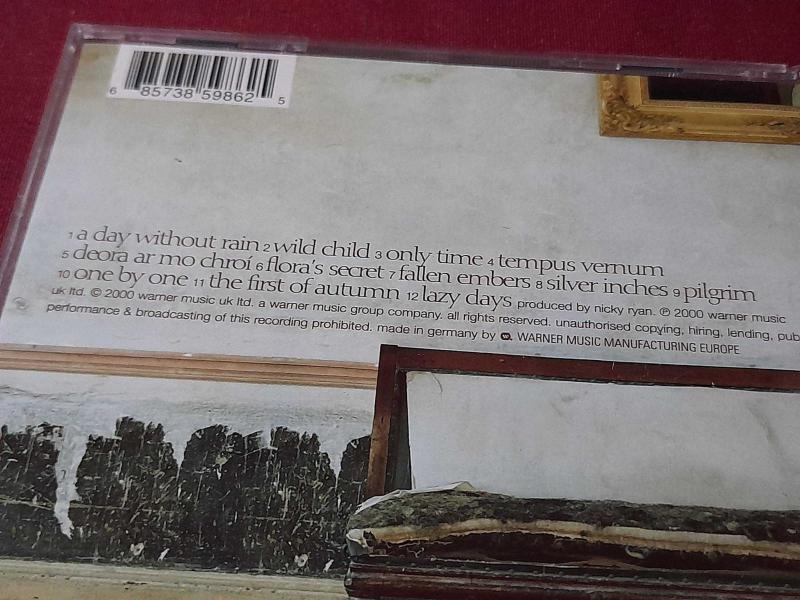 6 85738 59862 5
1 a day without rain 2 wild child 3 only time 4 tempus vernum
5 deora ar mo chroí 6 flora's secret 7 fallen embers 8 silver inches 9 pilgrim
10 one by one 11 the first of autumn 12 lazy days produced by nicky ryan. ℗ 2000 warner music
uk ltd. © 2000 warner music uk ltd. a warner music group company. all rights reserved. unauthorised copying, hiring, lending,
performance & broadcasting of this recording prohibited. made in germany by WARNER MUSIC MANUFACTURING EUROPE